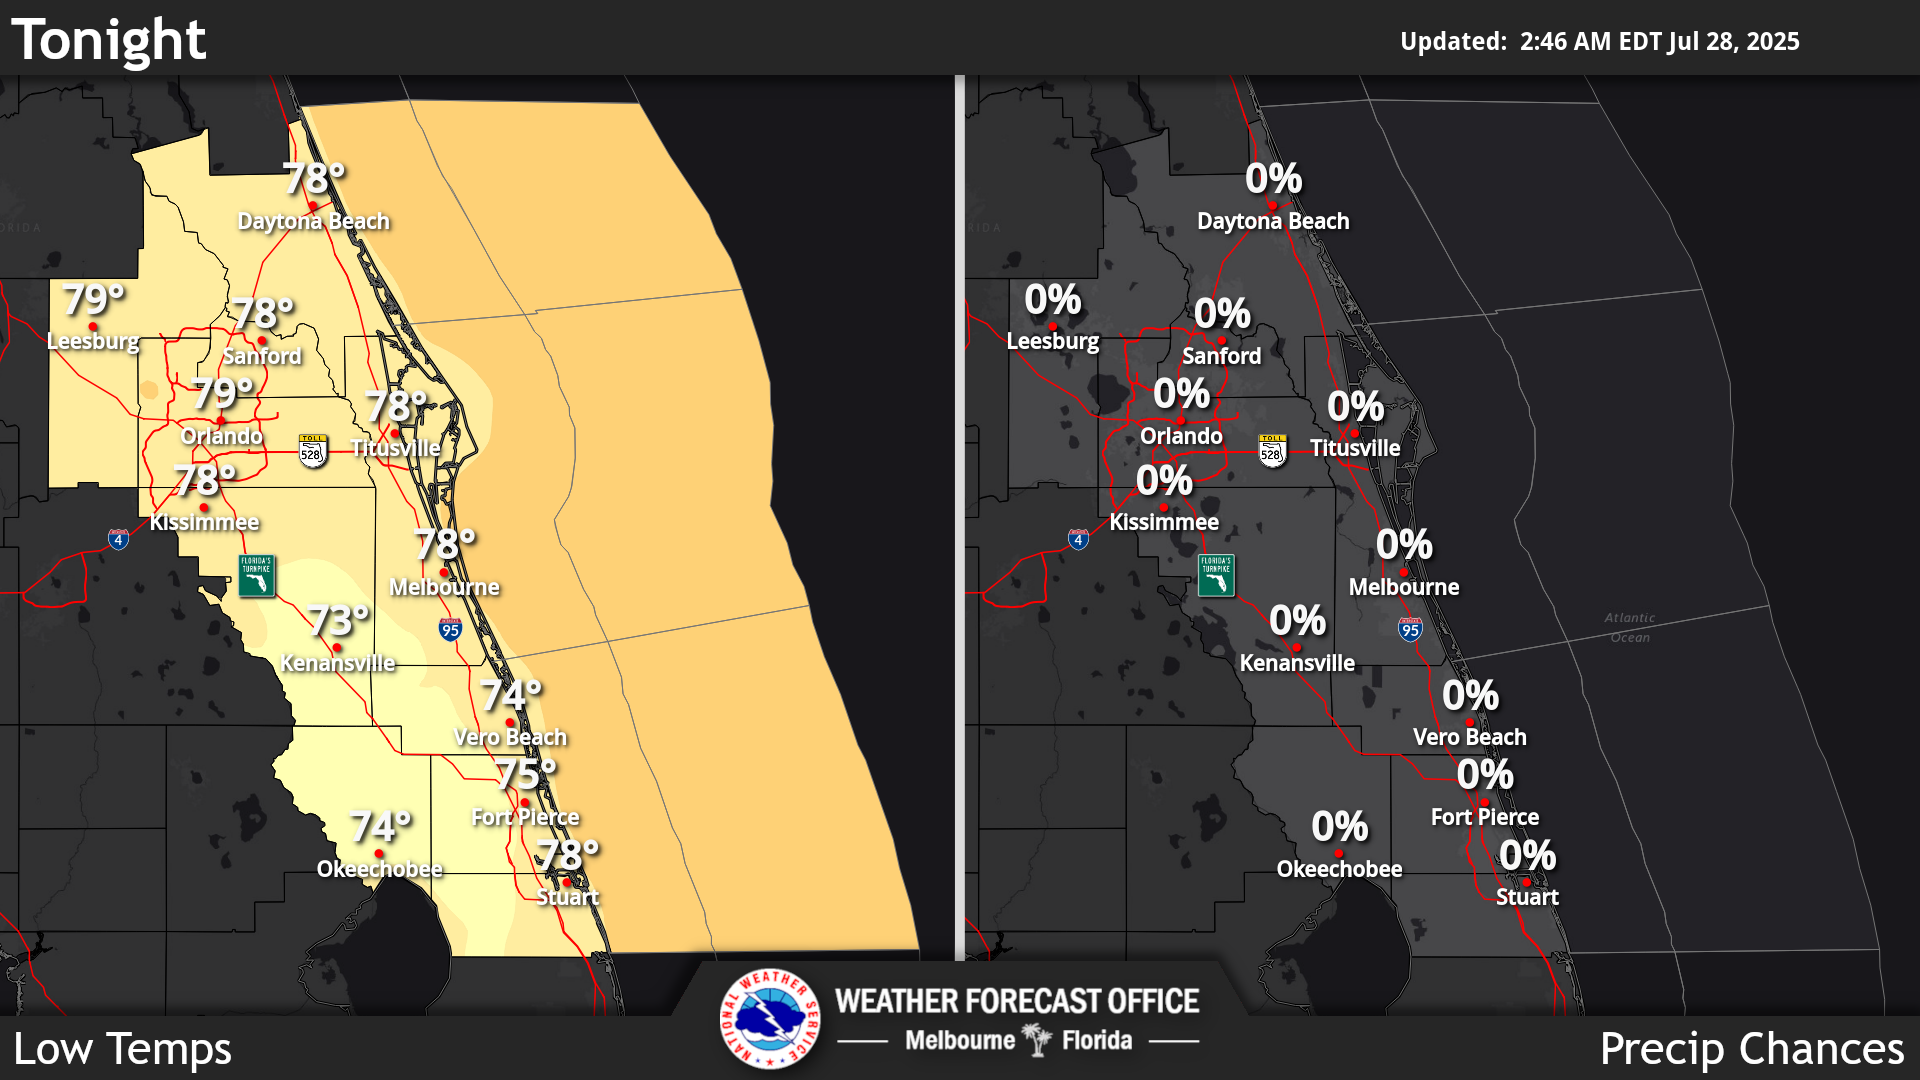 Tonight
Updated:  2:46 AM EDT Jul 28, 2025
78°
Daytona Beach
79°
Leesburg
78°
Sanford
79°
Orlando
78°
Titusville
TOLL
528
78°
Kissimmee
4
78°
Melbourne
FLORIDA'S
TURNPIKE
73°
Kenansville
95
74°
Vero Beach
75°
Fort Pierce
74°
Okeechobee
78°
Stuart
0%
Daytona Beach
0%
Leesburg
0%
Sanford
0%
Orlando
0%
Titusville
TOLL
528
0%
Kissimmee
4
0%
Melbourne
FLORIDA'S
TURNPIKE
0%
Kenansville
95
Atlantic
Ocean
0%
Vero Beach
0%
Fort Pierce
0%
Okeechobee
0%
Stuart
Low Temps
NATIONAL WEATHER SERVICE
WEATHER FORECAST OFFICE
Melbourne Florida
Precip Chances